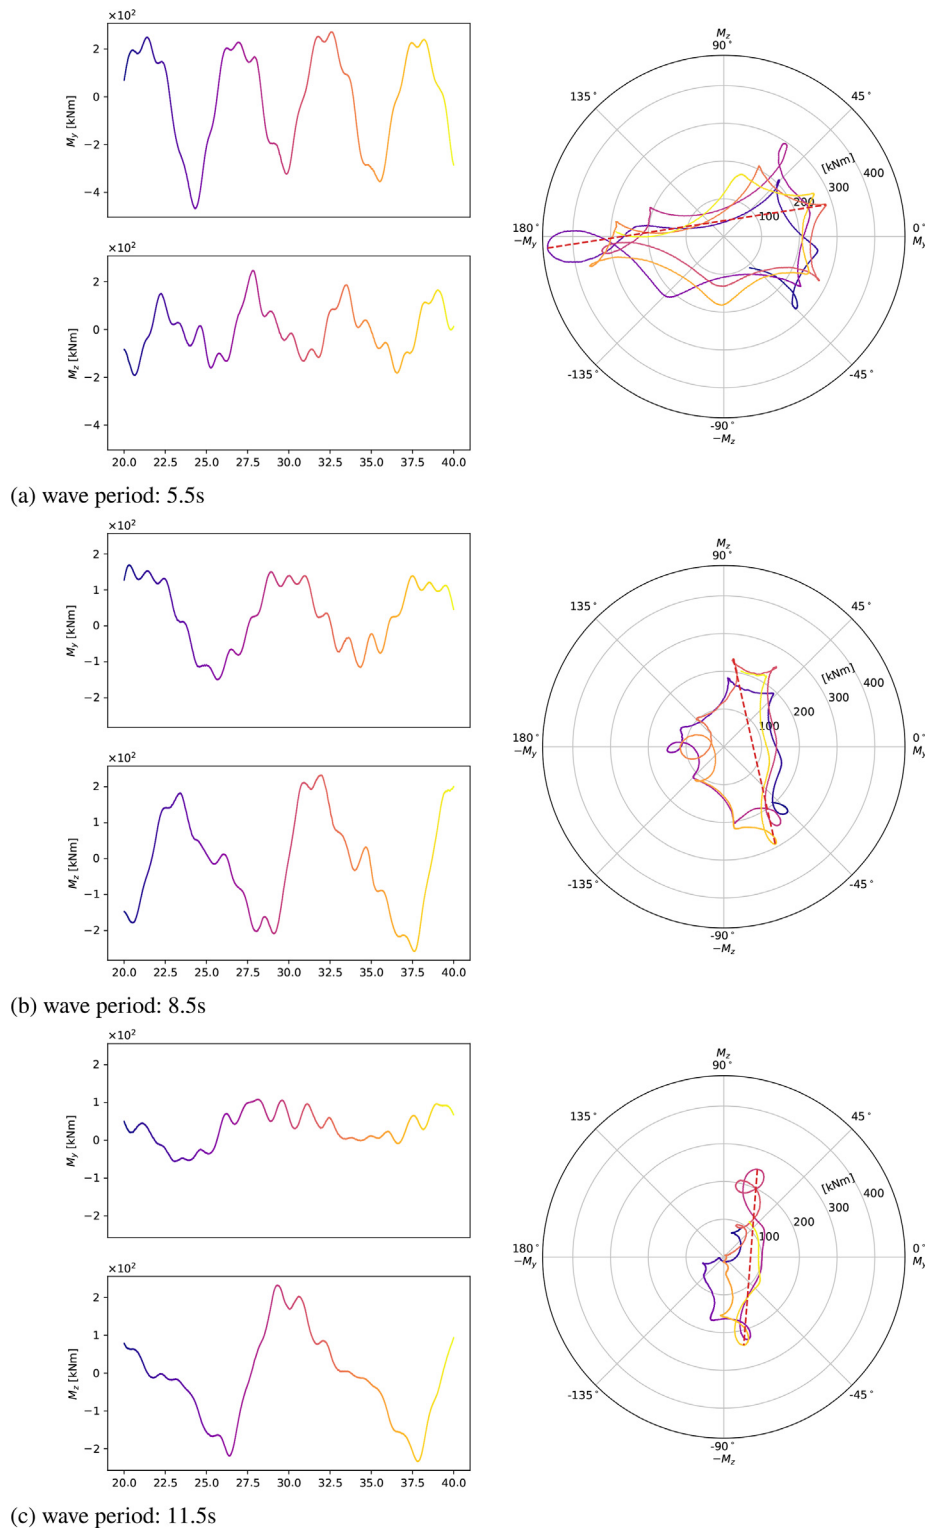 ×10²
2
0
−2
−4
M_y [kNm]
×10²
2
0
−2
−4
M_z [kNm]
20.0 22.5 25.0 27.5 30.0 32.5 35.0 37.5 40.0
M_z
90°
135°
45°
[kNm]
400
300
200
100
180°
−M_y
0°
M_y
-135°
-45°
-90°
−M_z
(a) wave period: 5.5s
×10²
2
1
0
−1
−2
M_y [kNm]
×10²
2
1
0
−1
−2
M_z [kNm]
20.0 22.5 25.0 27.5 30.0 32.5 35.0 37.5 40.0
M_z
90°
135°
45°
[kNm]
400
300
200
100
180°
−M_y
0°
M_y
-135°
-45°
-90°
−M_z
(b) wave period: 8.5s
×10²
2
1
0
−1
−2
M_y [kNm]
×10²
2
1
0
−1
−2
M_z [kNm]
20.0 22.5 25.0 27.5 30.0 32.5 35.0 37.5 40.0
M_z
90°
135°
45°
[kNm]
400
300
200
100
180°
−M_y
0°
M_y
-135°
-45°
-90°
−M_z
(c) wave period: 11.5s